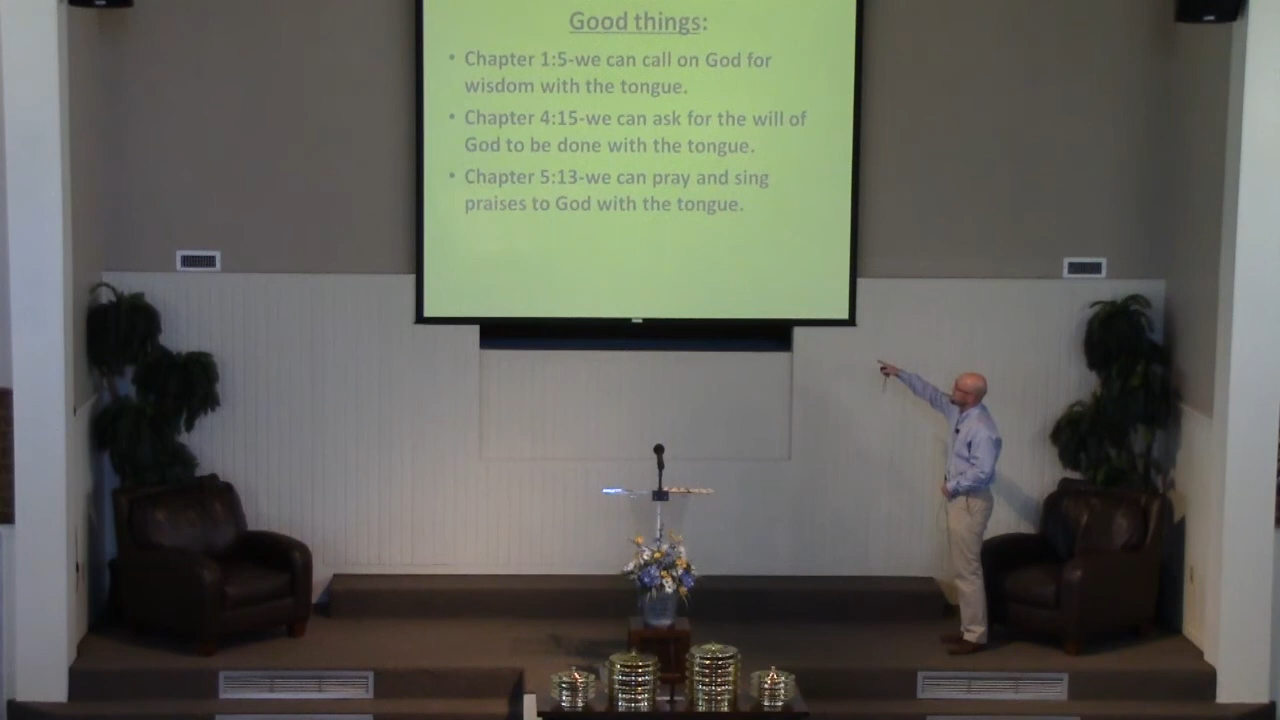 Good things:
• Chapter 1:5-we can call on God for
wisdom with the tongue.
• Chapter 4:15-we can ask for the will of
God to be done with the tongue.
• Chapter 5:13-we can pray and sing
praises to God with the tongue.